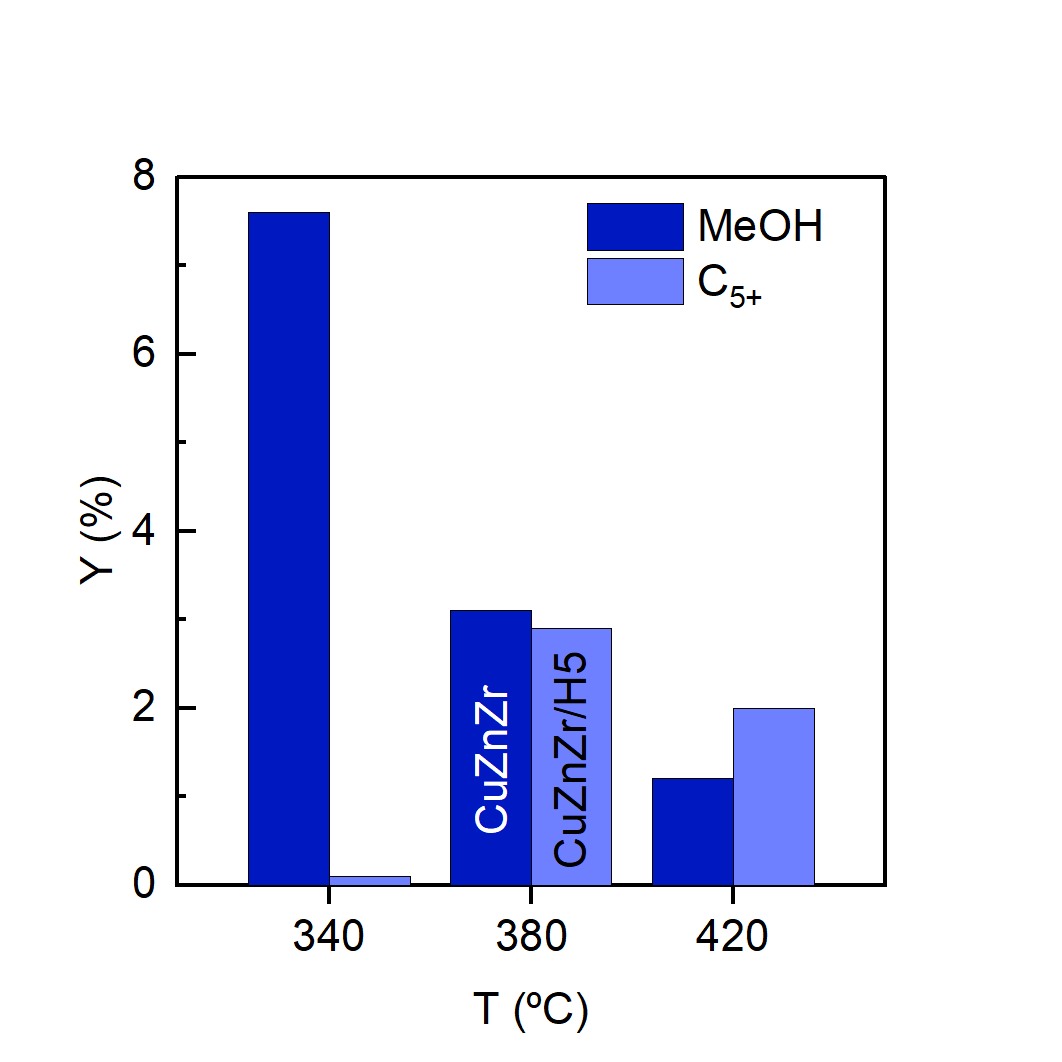 8
6
4
2
0
Y (%)
MeOH
C5+
CuZnZr
CuZnZr/H5
340
380
420
T (ºC)